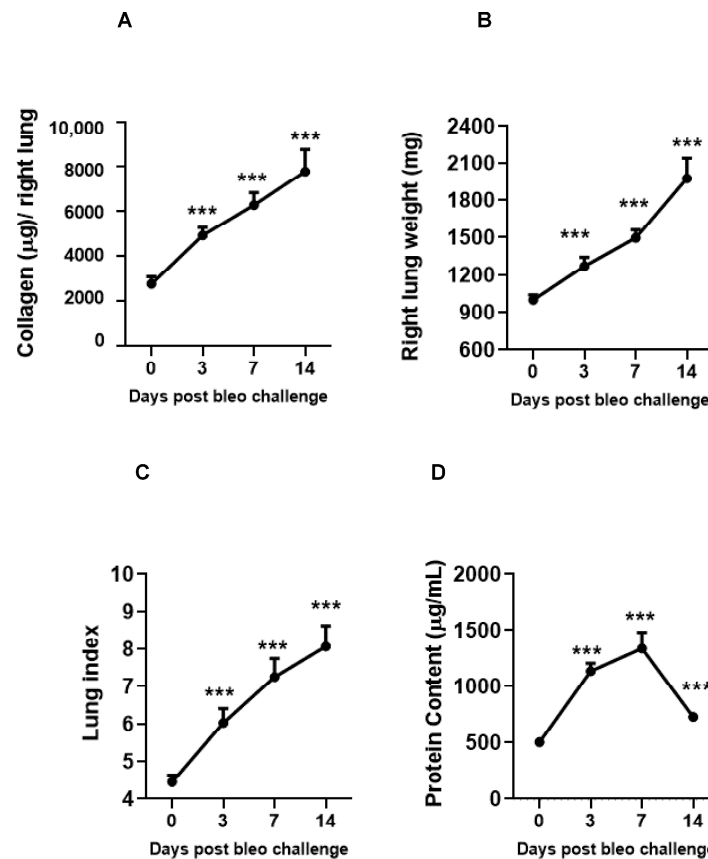 A
Collagen (μg)/ right lung
10,000
8000
6000
4000
2000
0
***
***
***
0 3 7 14
Days post bleo challenge
B
Right lung weight (mg)
2400
2100
1800
1500
1200
900
600
***
***
***
0 3 7 14
Days post bleo challenge
C
Lung index
10
9
8
7
6
5
4
***
***
***
0 3 7 14
Days post bleo challenge
D
Protein Content (μg/mL)
2000
1500
1000
500
0
***
***
***
0 3 7 14
Days post bleo challenge